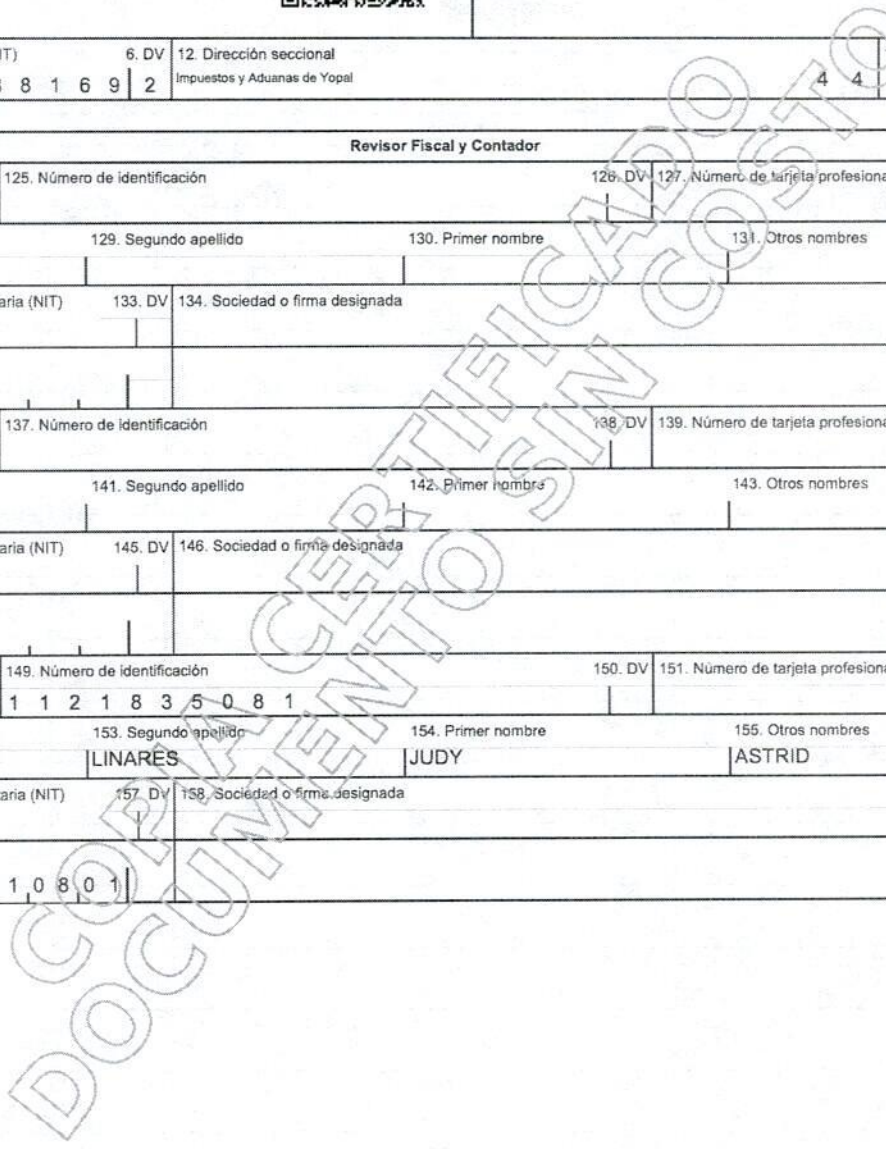 6. DV 12. Dirección seccional
8 1 6 9 2 Impuestos y Aduanas de Yopal 4 4
Revisor Fiscal y Contador
125. Número de identificación 126. DV 127. Número de tarjeta
129. Segundo apellido 130. Primer nombre 131. Otros nombres
(NIT) 133. DV 134. Sociedad o firma designada
137. Número de identificación 138. DV 139. Número de tarjeta
141. Segundo apellido 142. Primer nombre 143. Otros nombres
(NIT) 145. DV 146. Sociedad o firma designada
149. Número de identificación 150. DV 151. Número de tarjeta
1 1 2 1 8 3 5 0 8 1
153. Segundo apellido 154. Primer nombre 155. Otros nombres
LINARES JUDY ASTRID
(NIT) 157. DV 158. Sociedad o firma designada
1 0 8 0 1
COPIA CERTIFICADO
DOCUMENTO SIN COSTO